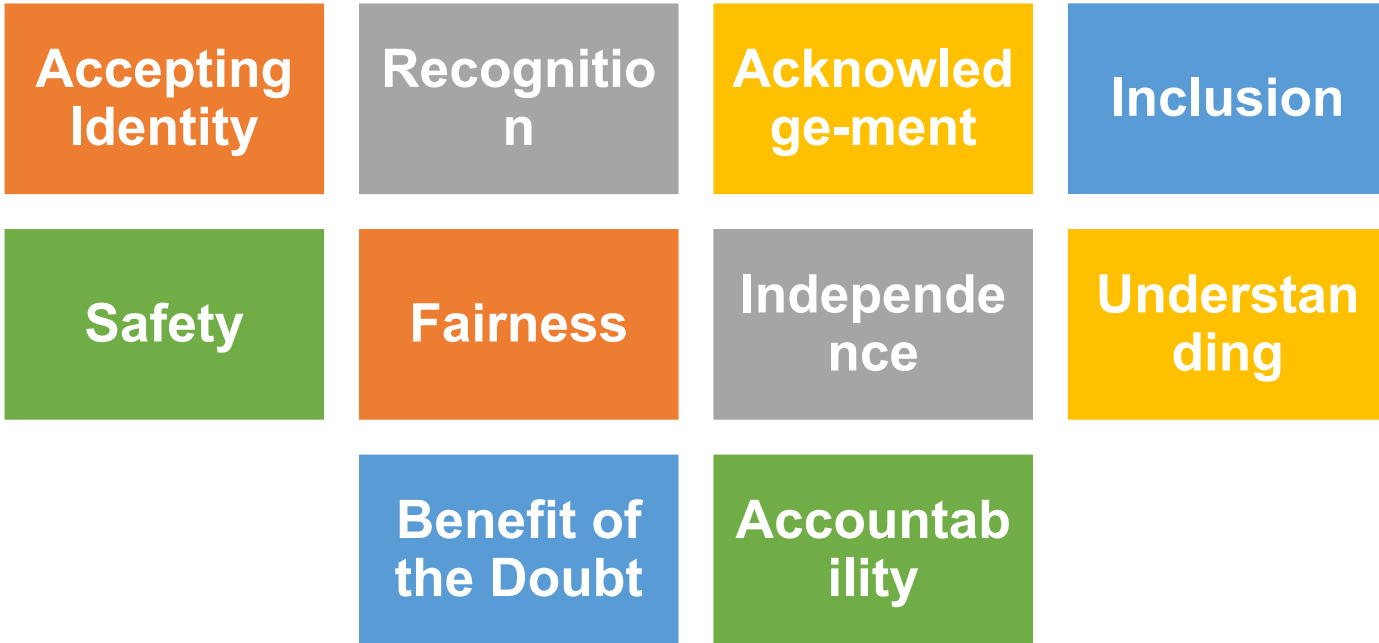 Accepting
Identity
Recognitio
n
Acknowled
ge-ment
Inclusion
Safety
Fairness
Independe
nce
Understan
ding
Benefit of
the Doubt
Accountab
ility